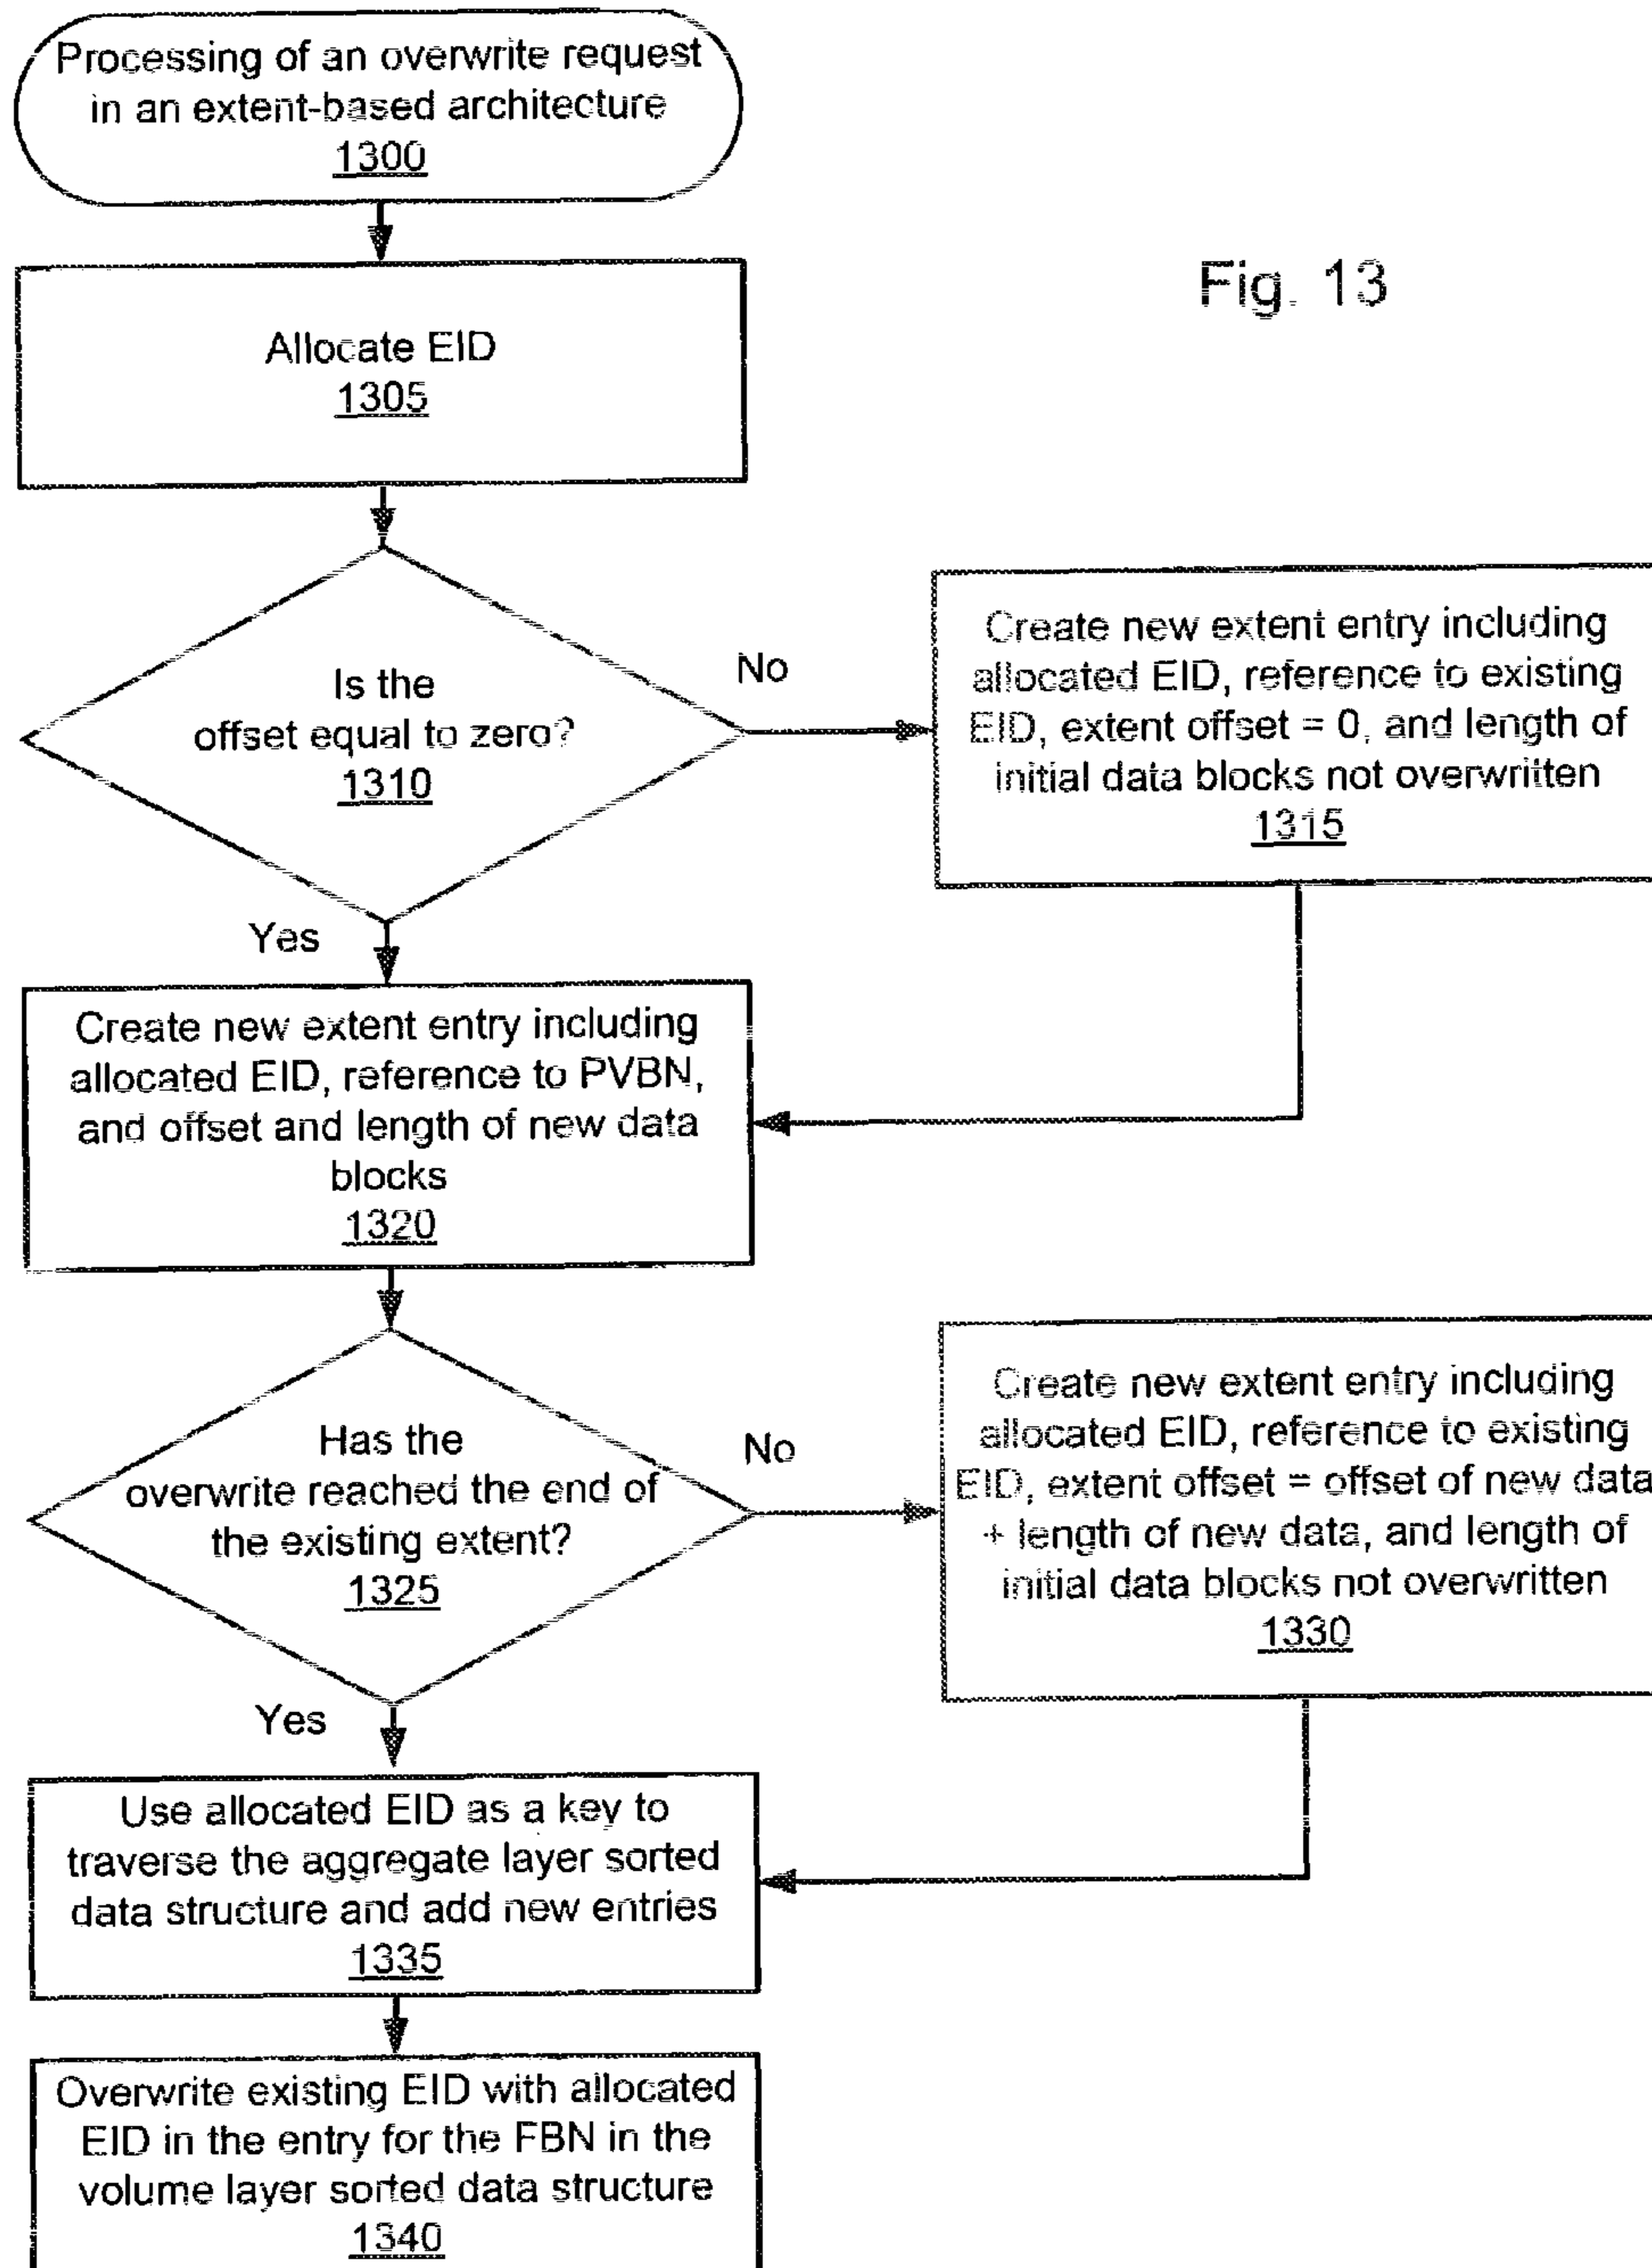 Processing of an overwrite request
in an extent-based architecture
1300
Fig. 13
Allocate EID
1305
Is the
offset equal to zero?
1310
No
Create new extent entry including
allocated EID, reference to existing
EID, extent offset = 0, and length of
initial data blocks not overwritten
1315
Yes
Create new extent entry including
allocated EID, reference to PVBN,
and offset and length of new data
blocks
1320
Has the
overwrite reached the end of
the existing extent?
1325
No
Create new extent entry including
allocated EID, reference to existing
EID, extent offset = offset of new data
+ length of new data, and length of
initial data blocks not overwritten
1330
Yes
Use allocated EID as a key to
traverse the aggregate layer sorted
data structure and add new entries
1335
Overwrite existing EID with allocated
EID in the entry for the FBN in the
volume layer sorted data structure
1340